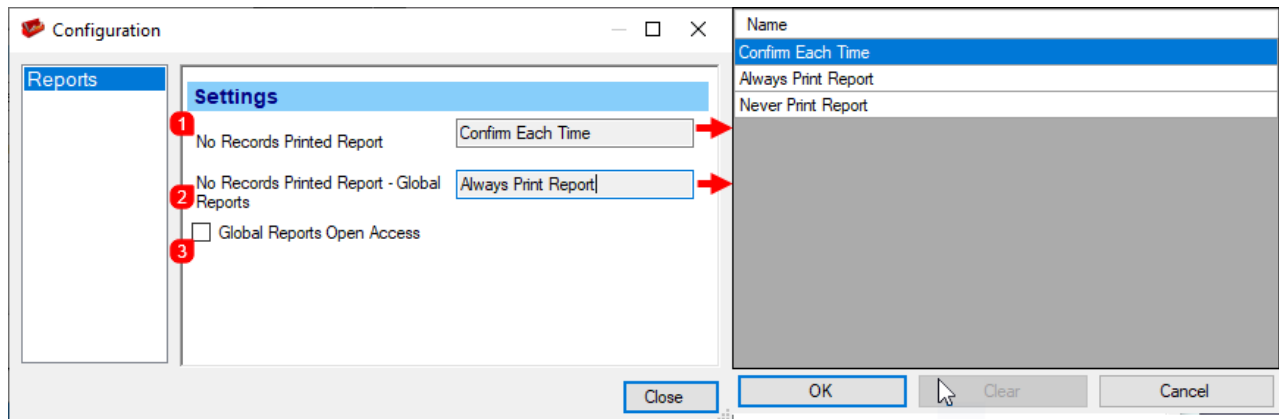 Configuration
Reports
Settings
1
No Records Printed Report
Confirm Each Time
2
No Records Printed Report - Global
Reports
Always Print Report
3
Global Reports Open Access
Close
Name
Confirm Each Time
Always Print Report
Never Print Report
OK
Clear
Cancel